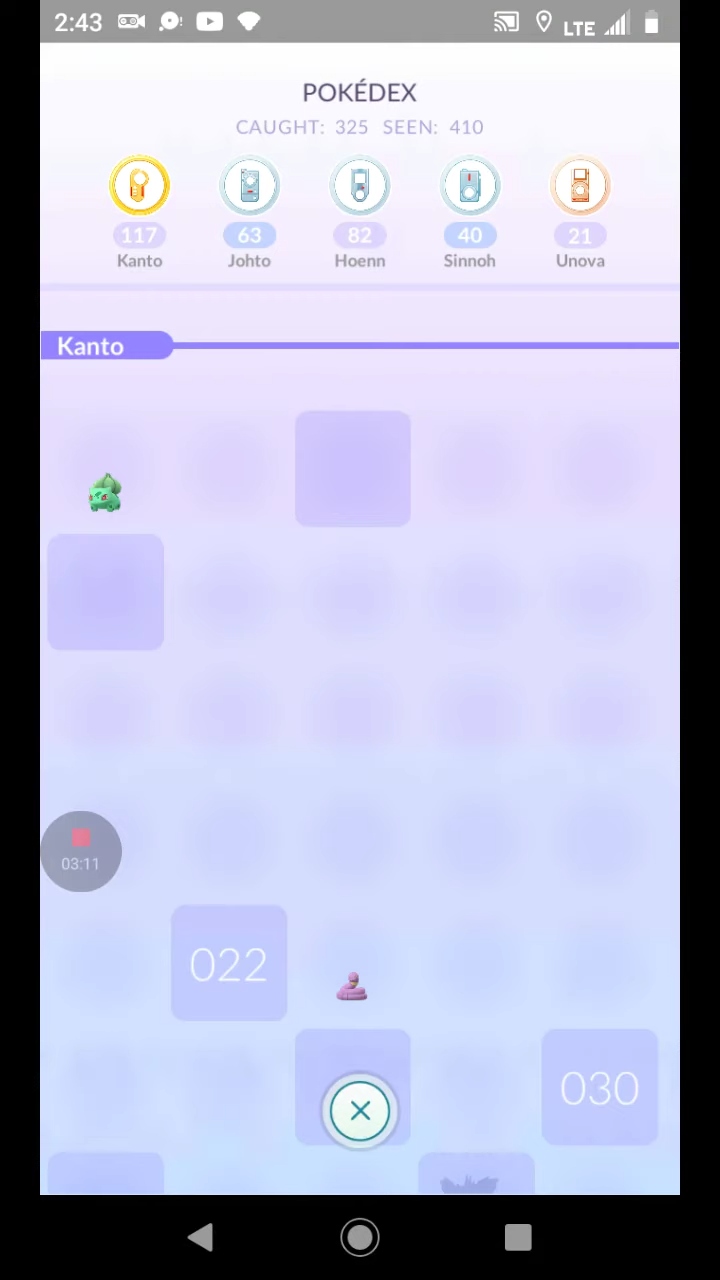 2:43 LTE
POKÉDEX
CAUGHT: 325 SEEN: 410
117 63 82 40 21
Kanto Johto Hoenn Sinnoh Unova
Kanto
03:11
022
030